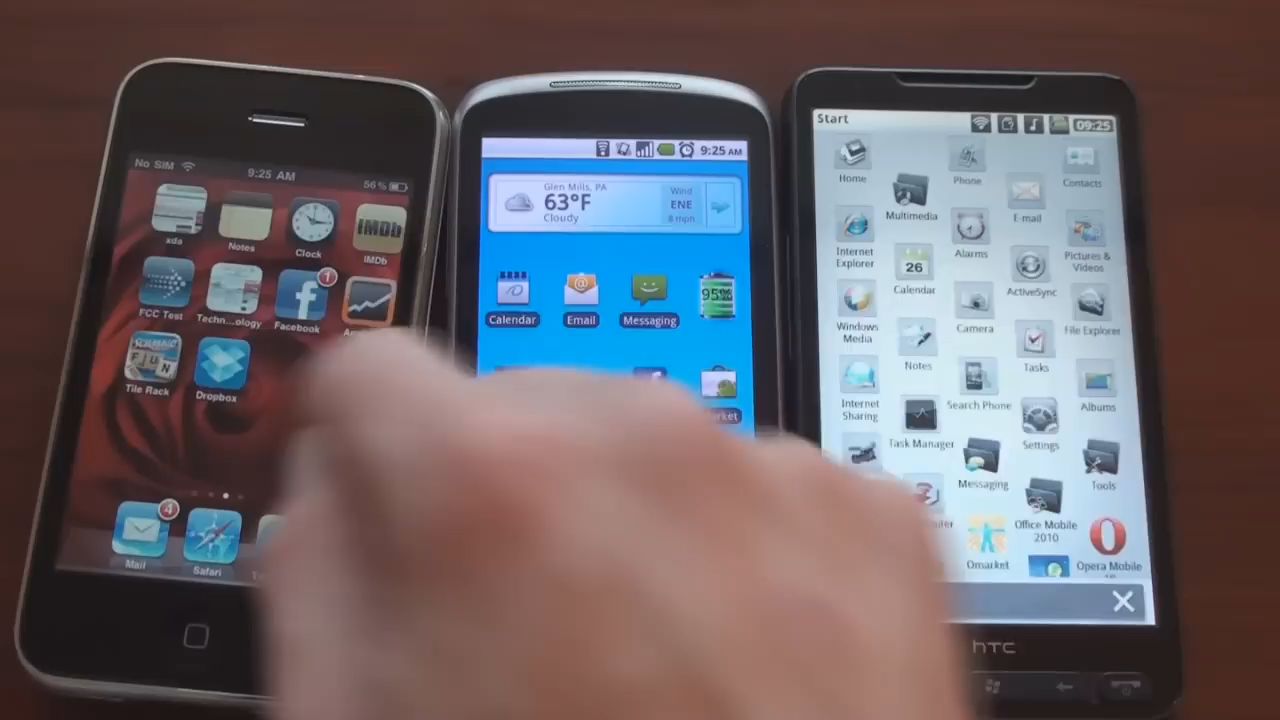 No SIM
9:25 AM
56%
xda
Notes
Clock
IMDb
IMDb
FCC Test
Techn...ology
Facebook
1
Tile Rack
FUN
Dropbox
4
Mail
Safari
9:25 AM
Glen Mills, PA
63°F
Cloudy
Wind
ENE
8 mph
Calendar
Email
Messaging
95%
Start
09:25
Home
Phone
Contacts
Multimedia
E-mail
Internet
Explorer
Alarms
Pictures &
Videos
26
Calendar
ActiveSync
Windows
Media
Camera
File Explorer
Notes
Tasks
Internet
Sharing
Search Phone
Albums
Task Manager
Settings
Messaging
Tools
Office Mobile
2010
Omarket
Opera Mobile
hTC